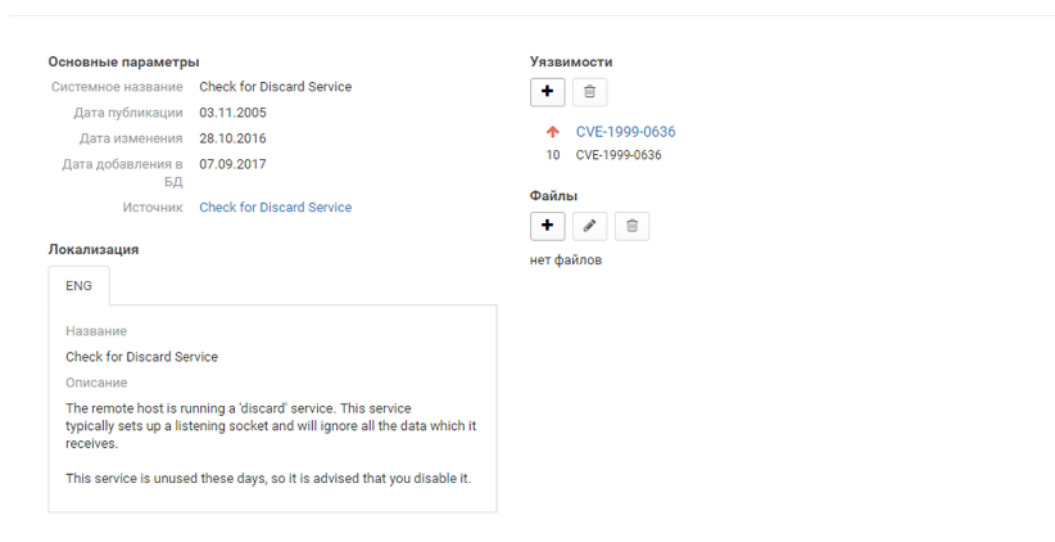 Основные параметры
Системное название Check for Discard Service
Дата публикации 03.11.2005
Дата изменения 28.10.2016
Дата добавления в 07.09.2017
БД
Источник Check for Discard Service
Локализация
ENG
Название
Check for Discard Service
Описание
The remote host is running a 'discard' service. This service
typically sets up a listening socket and will ignore all the data which it
receives.
This service is unused these days, so it is advised that you disable it.
Уязвимости
CVE-1999-0636
10 CVE-1999-0636
Файлы
нет файлов